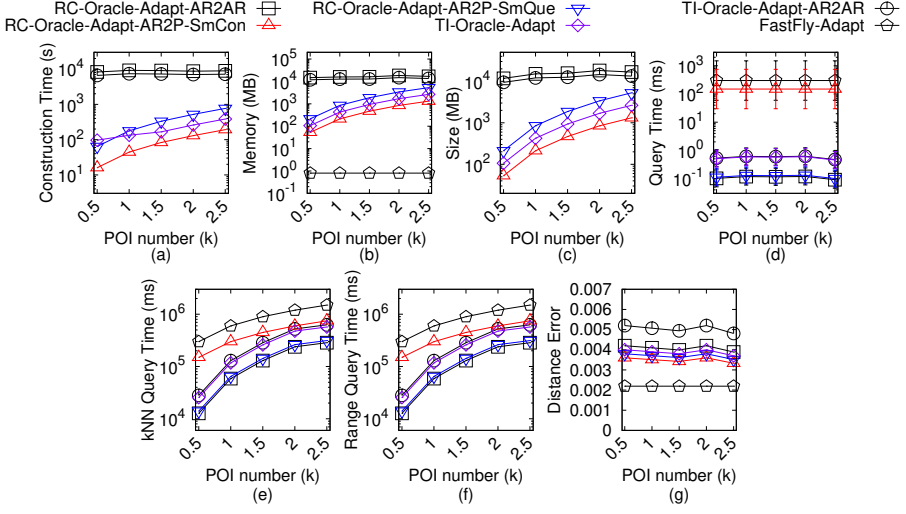 RC-Oracle-Adapt-AR2AR RC-Oracle-Adapt-AR2P-SmQue TI-Oracle-Adapt-AR2AR
RC-Oracle-Adapt-AR2P-SmCon TI-Oracle-Adapt FastFly-Adapt
Construction Time (s)
10^4
10^3
10^2
10^1
0.5 1 1.5 2 2.5
POI number (k)
(a)
Memory (MB)
10^5
10^4
10^3
10^2
10^1
10^0
10^-1
0.5 1 1.5 2 2.5
POI number (k)
(b)
Size (MB)
10^4
10^3
10^2
0.5 1 1.5 2 2.5
POI number (k)
(c)
Query Time (ms)
10^3
10^2
10^1
10^0
10^-1
0.5 1 1.5 2 2.5
POI number (k)
(d)
kNN Query Time (ms)
10^6
10^5
10^4
0.5 1 1.5 2 2.5
POI number (k)
(e)
Range Query Time (ms)
10^6
10^5
10^4
0.5 1 1.5 2 2.5
POI number (k)
(f)
Distance Error
0.007
0.006
0.005
0.004
0.003
0.002
0.001
0
0.5 1 1.5 2 2.5
POI number (k)
(g)